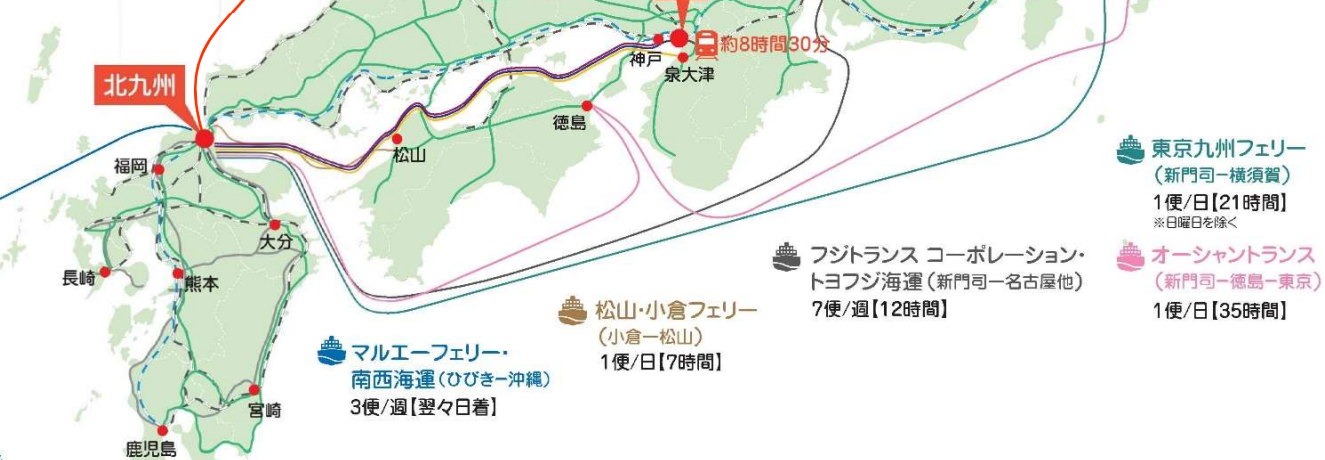 約8時間30分
神戸
泉大津
北九州
徳島
松山
福岡
大分
長崎
熊本
宮崎
鹿児島
東京九州フェリー
(新門司ー横須賀)
1便/日【21時間】
※日曜日を除く
フジトランス コーポレーション・
トヨフジ海運(新門司ー名古屋他)
7便/週【12時間】
オーシャントランス
(新門司ー徳島ー東京)
1便/日【35時間】
松山・小倉フェリー
(小倉ー松山)
1便/日【7時間】
マルエーフェリー・
南西海運(ひびきー沖縄)
3便/週【翌々日着】